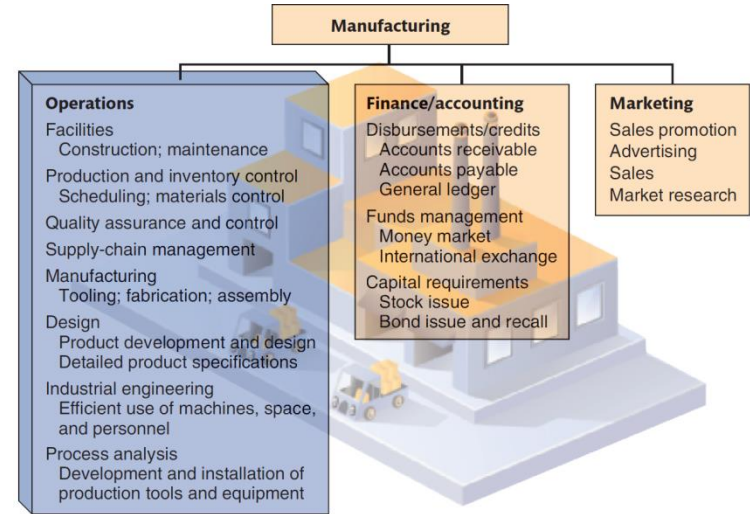 Manufacturing
Operations
Facilities
Construction; maintenance
Production and inventory control
Scheduling; materials control
Quality assurance and control
Supply-chain management
Manufacturing
Tooling; fabrication; assembly
Design
Product development and design
Detailed product specifications
Industrial engineering
Efficient use of machines, space,
and personnel
Process analysis
Development and installation of
production tools and equipment
Finance/accounting
Disbursements/credits
Accounts receivable
Accounts payable
General ledger
Funds management
Money market
International exchange
Capital requirements
Stock issue
Bond issue and recall
Marketing
Sales promotion
Advertising
Sales
Market research